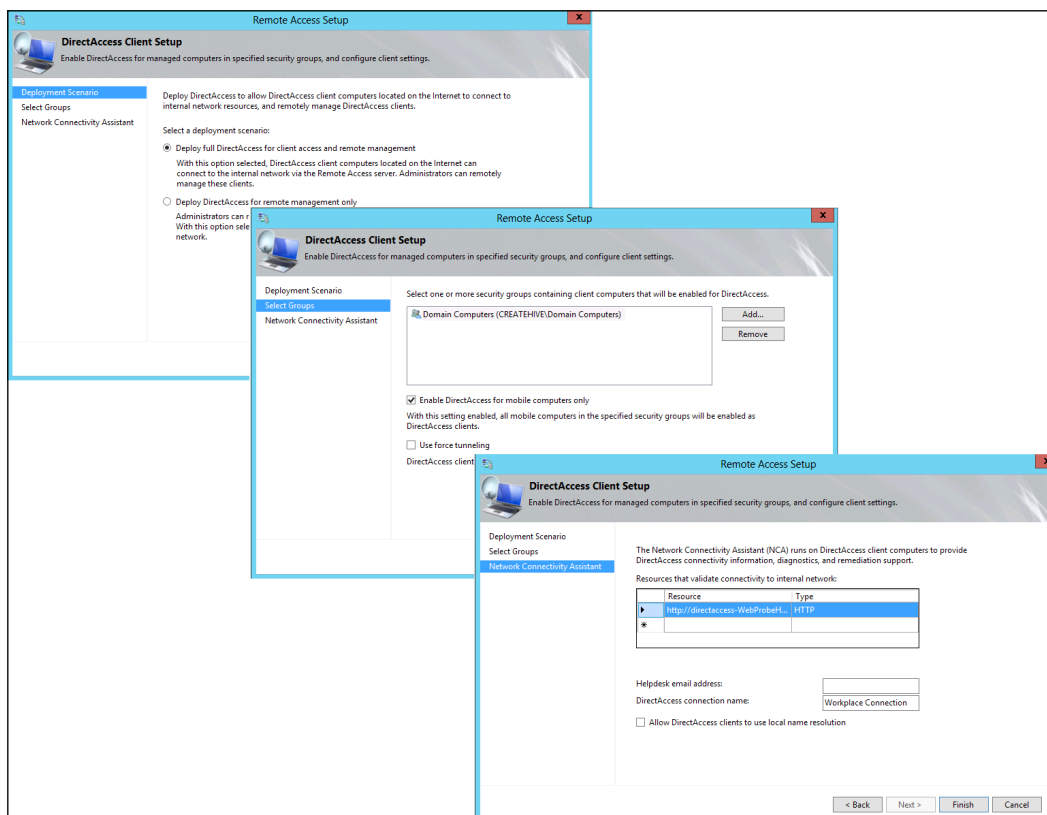 Remote Access Setup
x
DirectAccess Client Setup
Enable DirectAccess for managed computers in specified security groups, and configure client settings.
Deployment Scenario
Select Groups
Network Connectivity Assistant
Deploy DirectAccess to allow DirectAccess client computers located on the Internet to connect to
internal network resources, and remotely manage DirectAccess clients.
Select a deployment scenario:
Deploy full DirectAccess for client access and remote management
With this option selected, DirectAccess client computers located on the Internet can
connect to the internal network via the Remote Access server. Administrators can remotely
manage these clients.
Deploy DirectAccess for remote management only
Administrators can r
With this option sele
network.
Remote Access Setup
x
DirectAccess Client Setup
Enable DirectAccess for managed computers in specified security groups, and configure client settings.
Deployment Scenario
Select Groups
Network Connectivity Assistant
Select one or more security groups containing client computers that will be enabled for DirectAccess.
Domain Computers (CREATEHIVE\Domain Computers)
Add...
Remove
Enable DirectAccess for mobile computers only
With this setting enabled, all mobile computers in the specified security groups will be enabled as
DirectAccess clients.
Use force tunneling
DirectAccess client
Remote Access Setup
x
DirectAccess Client Setup
Enable DirectAccess for managed computers in specified security groups, and configure client settings.
Deployment Scenario
Select Groups
Network Connectivity Assistant
The Network Connectivity Assistant (NCA) runs on DirectAccess client computers to provide
DirectAccess connectivity information, diagnostics, and remediation support.
Resources that validate connectivity to internal network:
Resource Type
http://directaccess-WebProbeH... HTTP
*
Helpdesk email address:
DirectAccess connection name: Workplace Connection
Allow DirectAccess clients to use local name resolution
< Back Next > Finish Cancel